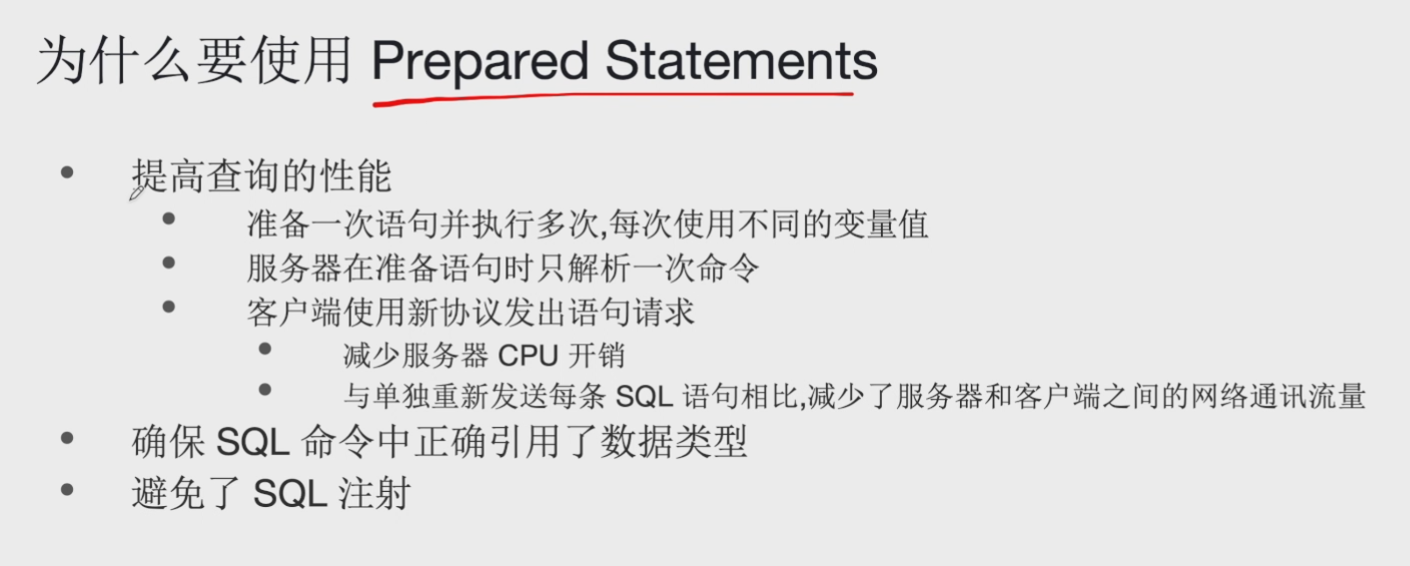 为什么要使用 Prepared Statements
提高查询的性能
准备一次语句并执行多次,每次使用不同的变量值
服务器在准备语句时只解析一次命令
客户端使用新协议发出语句请求
减少服务器 CPU 开销
与单独重新发送每条 SQL 语句相比,减少了服务器和客户端之间的网络通讯流量
确保 SQL 命令中正确引用了数据类型
避免了 SQL 注射